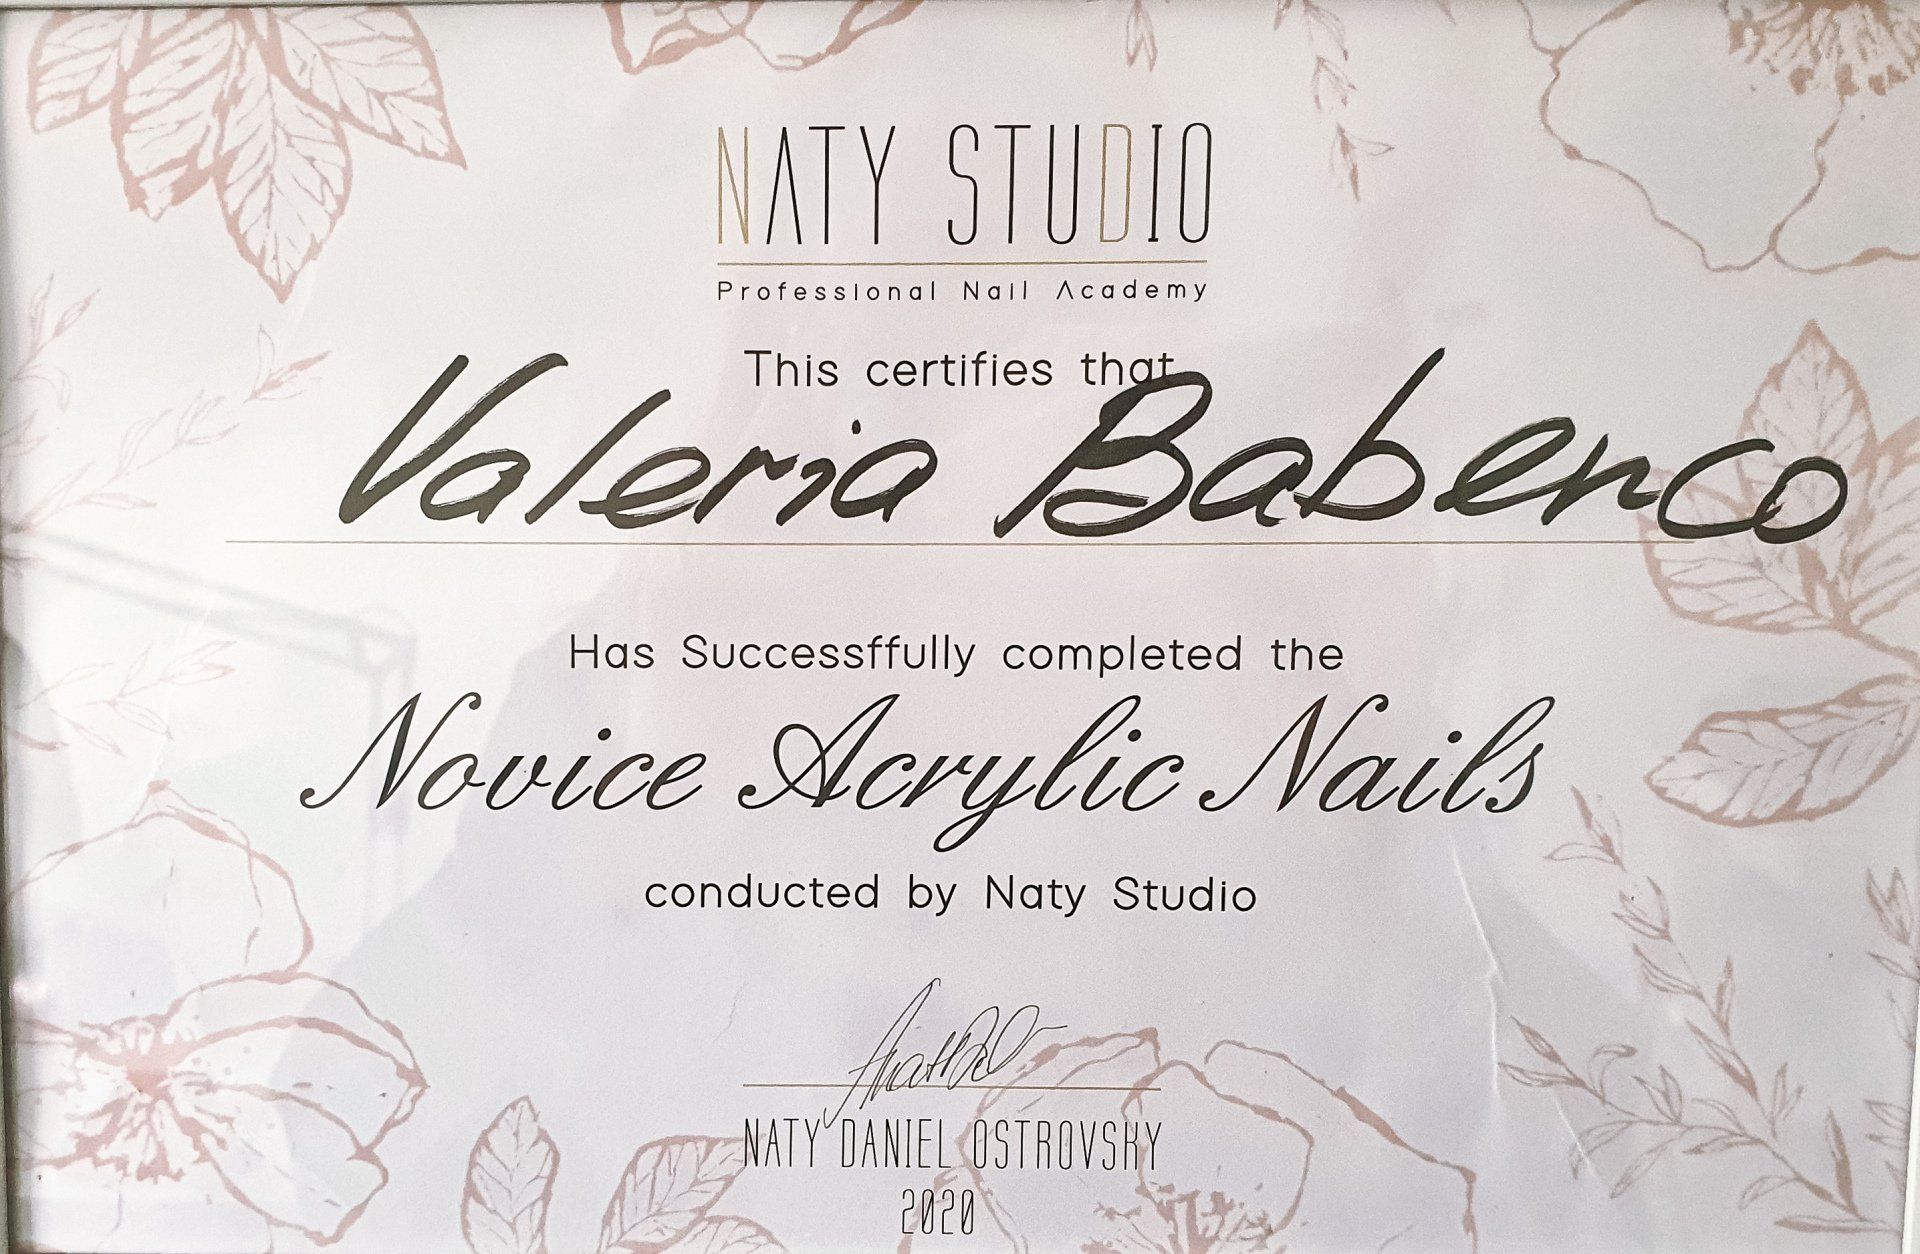 NATY STUDIO
Professional Nail Academy
This certifies that
Valeria Babenco
Has Successffully completed the
Novice Acrylic Nails
conducted by Naty Studio
NATY DANIEL OSTROVSKY
2020